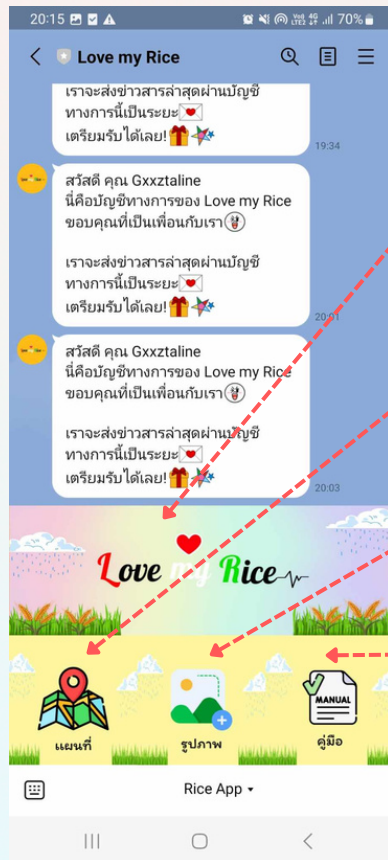 20:15
70%
Love my Rice
เราจะส่งข่าวสารล่าสุดผ่านบัญชี
ทางการนี้เป็นระยะ
เตรียมรับได้เลย!
19:34
สวัสดี คุณ Gxxztaline
นี่คือบัญชีทางการของ Love my Rice
ขอบคุณที่เป็นเพื่อนกับเรา
เราจะส่งข่าวสารล่าสุดผ่านบัญชี
ทางการนี้เป็นระยะ
เตรียมรับได้เลย!
20:01
สวัสดี คุณ Gxxztaline
นี่คือบัญชีทางการของ Love my Rice
ขอบคุณที่เป็นเพื่อนกับเรา
เราจะส่งข่าวสารล่าสุดผ่านบัญชี
ทางการนี้เป็นระยะ
เตรียมรับได้เลย!
20:03
Love my Rice
MANUAL
แผนที่ รูปภาพ คู่มือ
Rice App